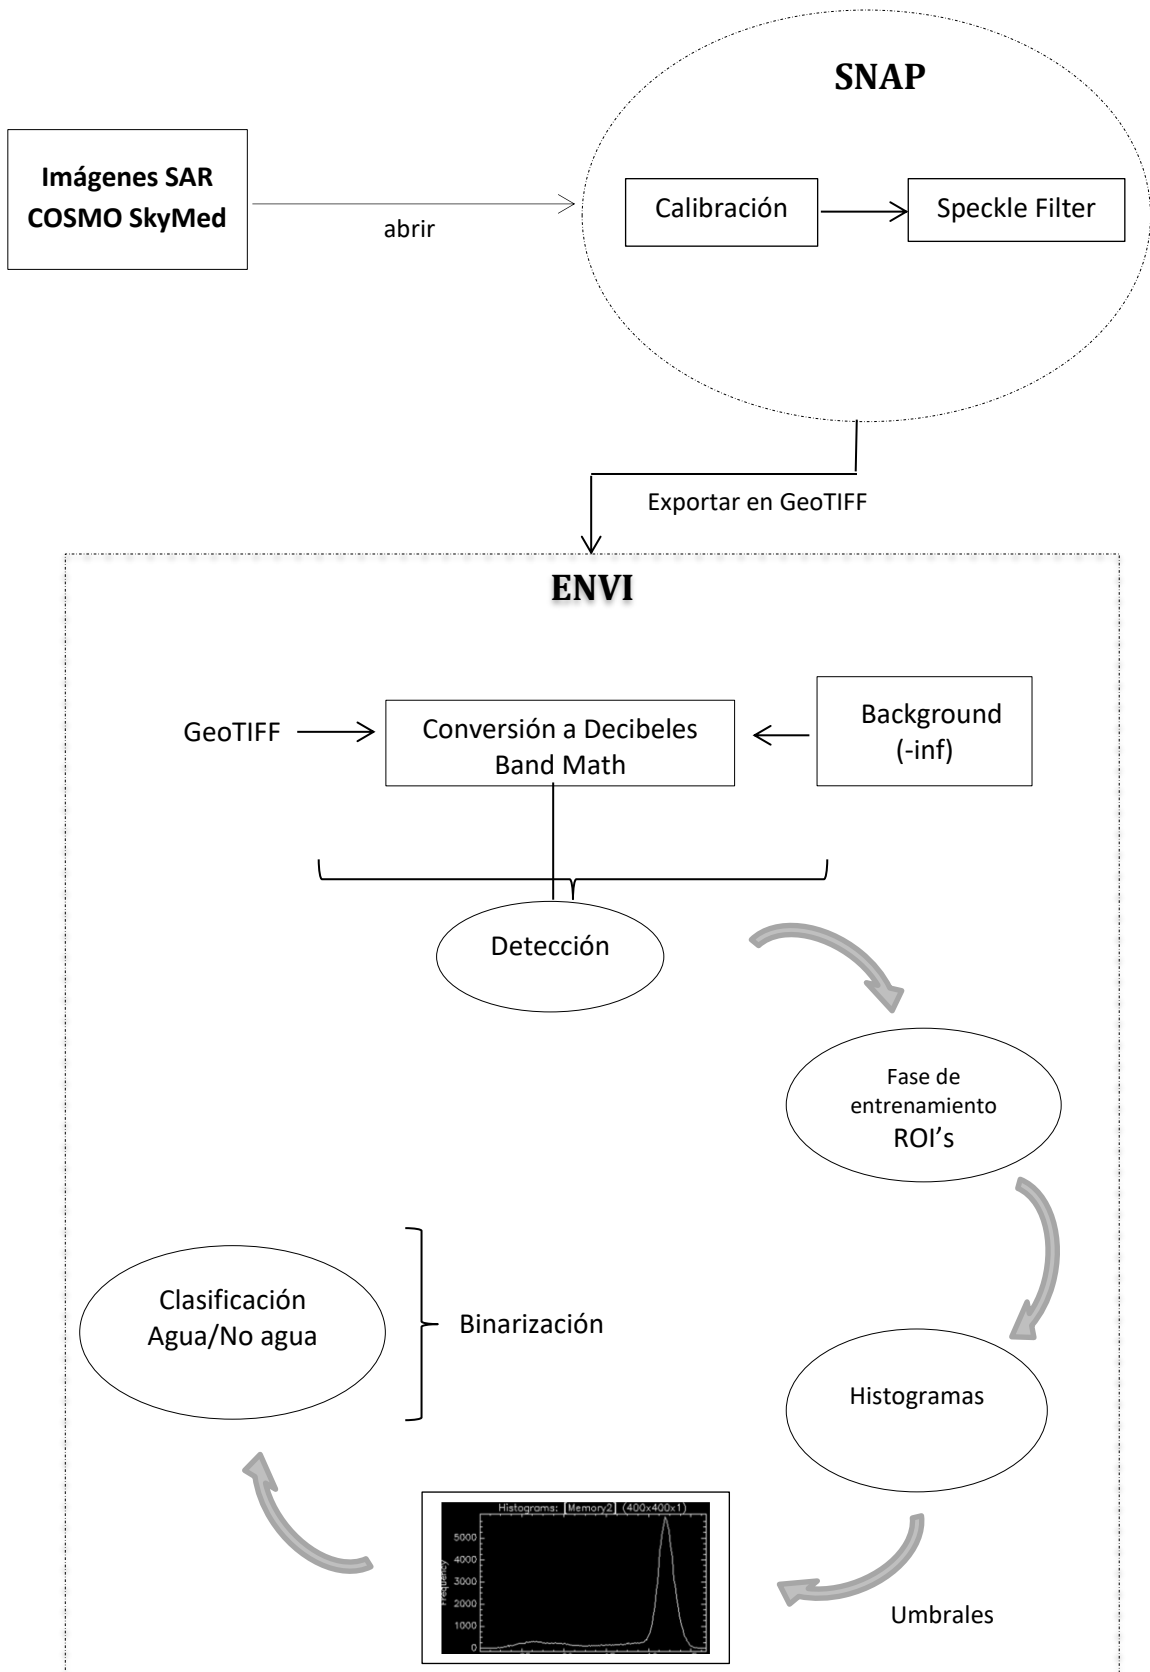 SNAP
Imágenes SAR
COSMO SkyMed
abrir
Calibración
Speckle Filter
Exportar en GeoTIFF
ENVI
GeoTIFF
Conversión a Decibeles
Band Math
Background
(-inf)
Detección
Fase de
entrenamiento
ROI's
Clasificación
Agua/No agua
Binarización
Histogramas
Histograms: [Memory2] (400x400x1)
Frequency
5000
4000
3000
2000
1000
0
Umbrales